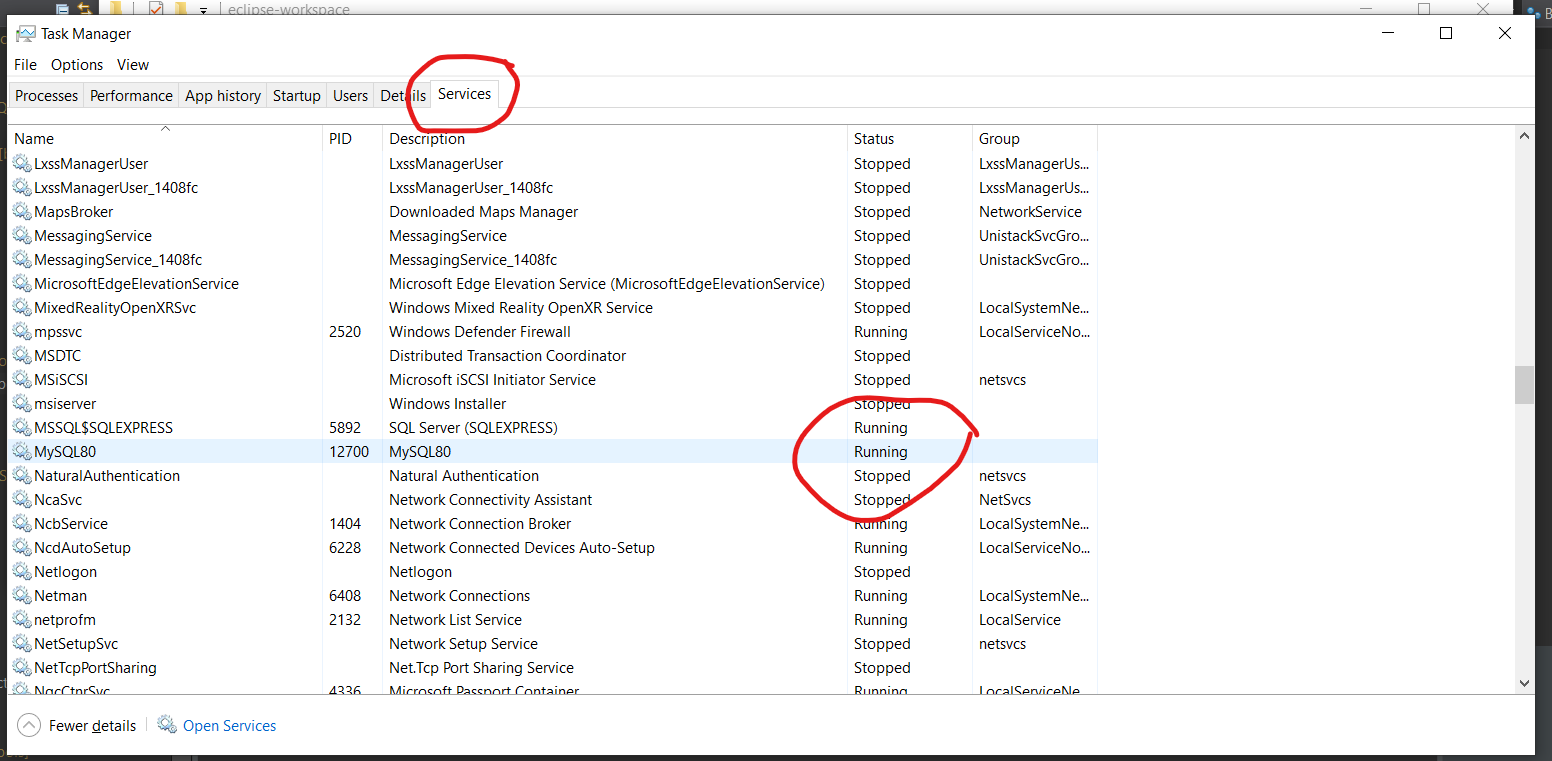 eclipse-workspace
Task Manager
File Options View
Processes Performance App history Startup Users Details Services
Name PID Description Status Group
LxssManagerUser LxssManagerUser Stopped LxssManagerUs...
LxssManagerUser_1408fc LxssManagerUser_1408fc Stopped LxssManagerUs...
MapsBroker Downloaded Maps Manager Stopped NetworkService
MessagingService MessagingService Stopped UnistackSvcGro...
MessagingService_1408fc MessagingService_1408fc Stopped UnistackSvcGro...
MicrosoftEdgeElevationService Microsoft Edge Elevation Service (MicrosoftEdgeElevationService) Stopped
MixedRealityOpenXRSvc Windows Mixed Reality OpenXR Service Stopped LocalSystemNe...
mpssvc 2520 Windows Defender Firewall Running LocalServiceNo...
MSDTC Distributed Transaction Coordinator Stopped
MSiSCSI Microsoft iSCSI Initiator Service Stopped netsvcs
msiserver Windows Installer Stopped
MSSQL$SQLEXPRESS 5892 SQL Server (SQLEXPRESS) Running
MySQL80 12700 MySQL80 Running
NaturalAuthentication Natural Authentication Stopped netsvcs
NcaSvc Network Connectivity Assistant Stopped NetSvcs
NcbService 1404 Network Connection Broker Running LocalSystemNe...
NcdAutoSetup 6228 Network Connected Devices Auto-Setup Running LocalServiceNo...
Netlogon Netlogon Stopped
Netman 6408 Network Connections Running LocalSystemNe...
netprofm 2132 Network List Service Running LocalService
NetSetupSvc Network Setup Service Stopped netsvcs
NetTcpPortSharing Net.Tcp Port Sharing Service Stopped
NgcCtnrSvc 4336 Microsoft Passport Container Running LocalServiceNe...
Fewer details Open Services